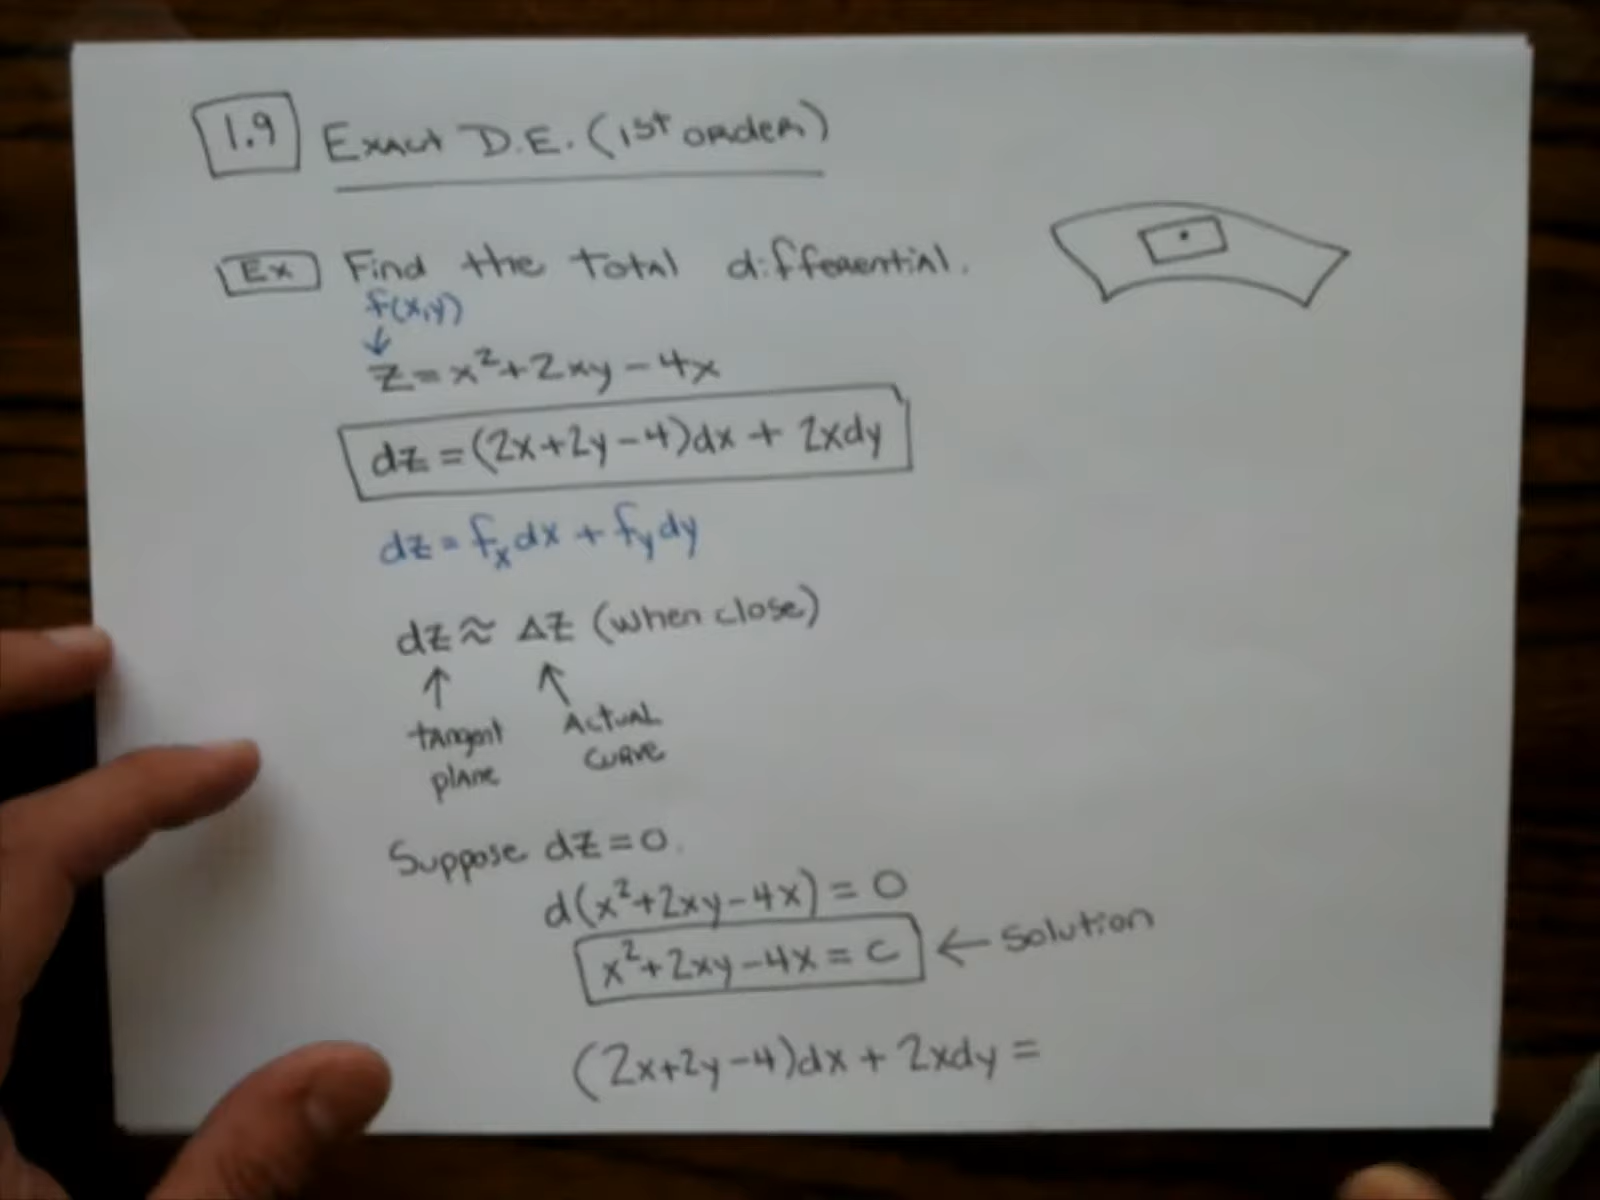 1.9 Exact D.E. (1st order)
Ex Find the total differential.
f(x,y)
↓
z = x² + 2xy - 4x
dz = (2x+2y-4)dx + 2xdy
dz = fₓdx + f_y dy
dz ≈ Δz (when close)
↑ ↖
tangent plane
Actual curve
Suppose dz = 0.
d(x²+2xy-4x) = 0
x²+2xy-4x = c ← Solution
(2x+2y-4)dx + 2xdy =